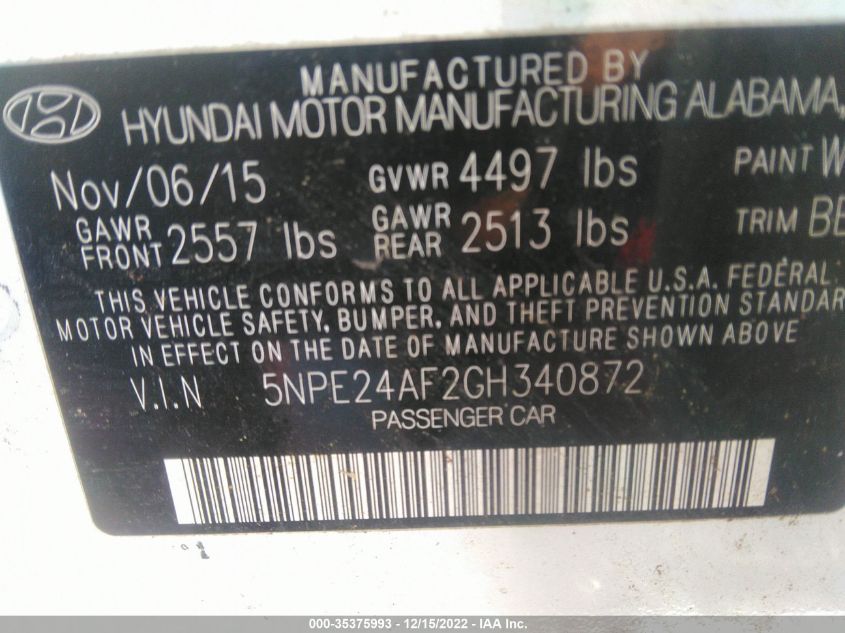 MANUFACTURED BY
HYUNDAI MOTOR MANUFACTURING ALABAMA,
Nov/06/15 GVWR 4497 lbs PAINT W
GAWR FRONT 2557 lbs GAWR REAR 2513 lbs TRIM BE
THIS VEHICLE CONFORMS TO ALL APPLICABLE U.S.A. FEDERAL
MOTOR VEHICLE SAFETY, BUMPER, AND THEFT PREVENTION STANDAR
IN EFFECT ON THE DATE OF MANUFACTURE SHOWN ABOVE
V.I.N 5NPE24AF2GH340872
PASSENGER CAR
000-35375993 - 12/15/2022 - IAA Inc.